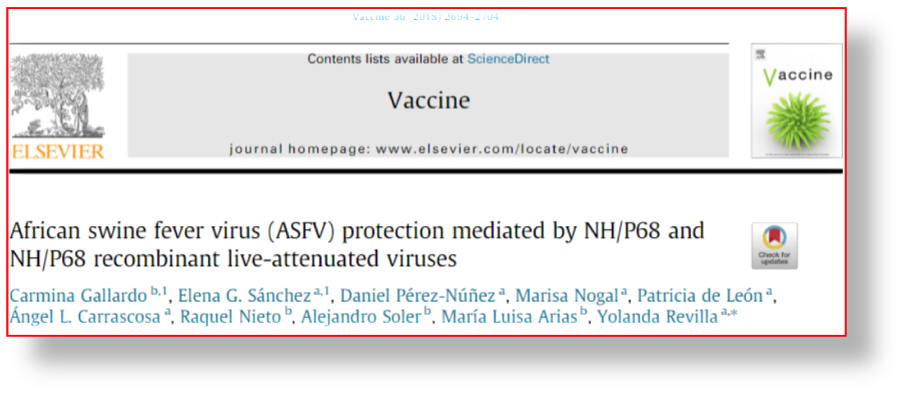 Vaccine 36 (2018) 2694–2704
Contents lists available at ScienceDirect
Vaccine
journal homepage: www.elsevier.com/locate/vaccine
ELSEVIER
Vaccine
African swine fever virus (ASFV) protection mediated by NH/P68 and
NH/P68 recombinant live-attenuated viruses
Check for
updates
Carmina Gallardo b,1, Elena G. Sánchez a,1, Daniel Pérez-Núñez a, Marisa Nogal a, Patricia de León a,
Ángel L. Carrascosa a, Raquel Nieto b, Alejandro Soler b, María Luisa Arias b, Yolanda Revilla a,*